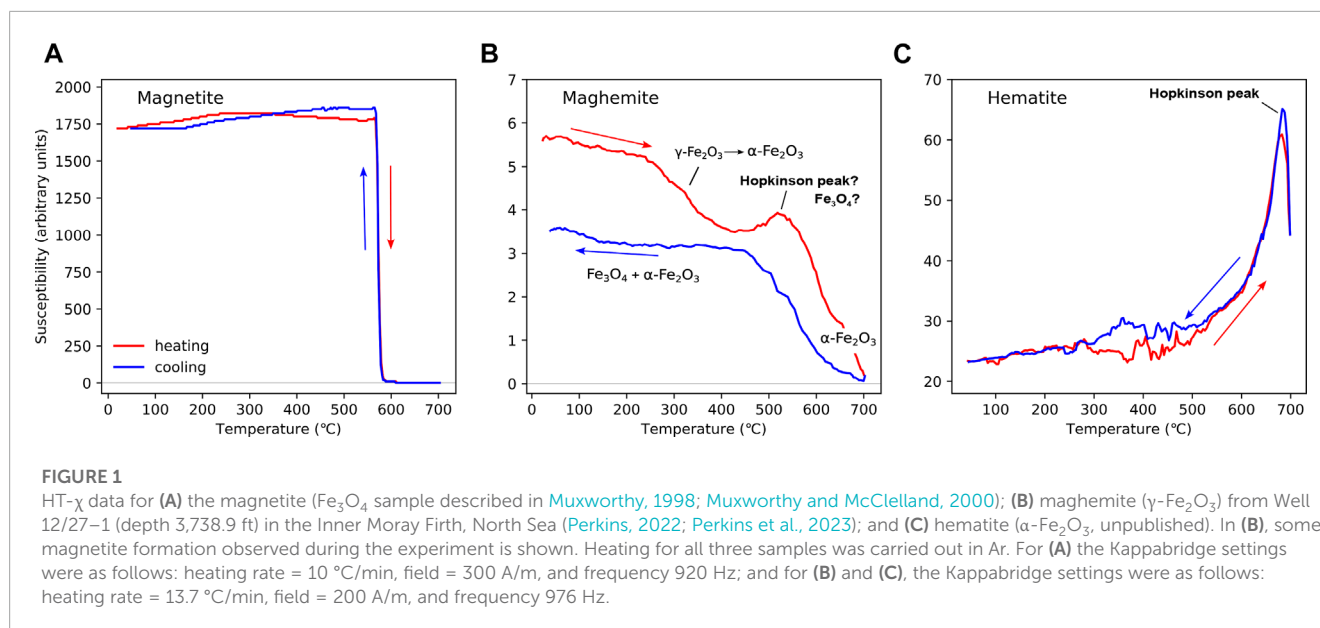 A
B
C
Magnetite
Maghemite
Hematite
Hopkinson peak
γ-Fe₂O₃ → α-Fe₂O₃
Hopkinson peak?
Fe₃O₄?
Fe₃O₄ + α-Fe₂O₃
α-Fe₂O₃
heating
cooling
Susceptibility (arbitrary units)
2000
1750
1500
1250
1000
750
500
250
0
0 100 200 300 400 500 600 700
Temperature (℃)
7
6
5
4
3
2
1
0
0 100 200 300 400 500 600 700
Temperature (℃)
70
60
50
40
30
20
100 200 300 400 500 600 700
Temperature (℃)
FIGURE 1
HT-χ data for (A) the magnetite (Fe₃O₄ sample described in Muxworthy, 1998; Muxworthy and McClelland, 2000); (B) maghemite (γ-Fe₂O₃) from Well
12/27–1 (depth 3,738.9 ft) in the Inner Moray Firth, North Sea (Perkins, 2022; Perkins et al., 2023); and (C) hematite (α-Fe₂O₃, unpublished). In (B), some
magnetite formation observed during the experiment is shown. Heating for all three samples was carried out in Ar. For (A) the Kappabridge settings
were as follows: heating rate = 10 °C/min, field = 300 A/m, and frequency 920 Hz; and for (B) and (C), the Kappabridge settings were as follows:
heating rate = 13.7 °C/min, field = 200 A/m, and frequency 976 Hz.